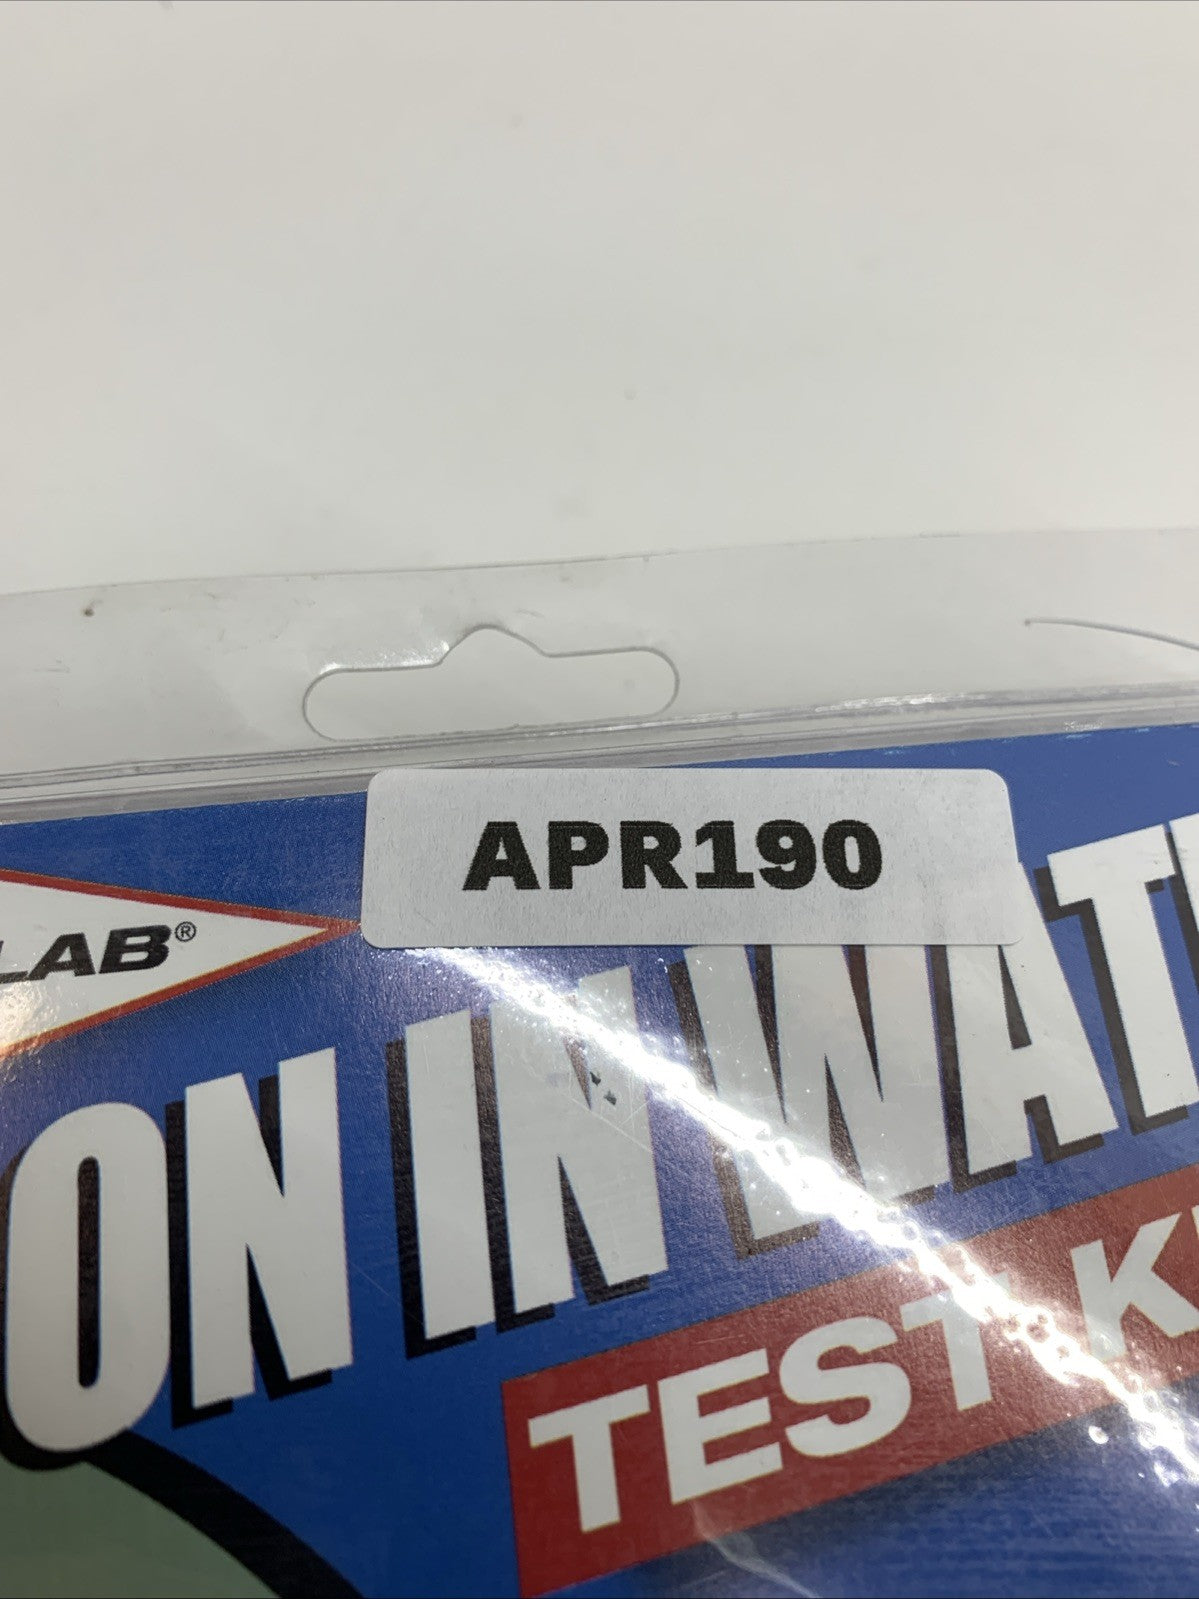 APR190
LAB®
ON IN WAT
TEST K